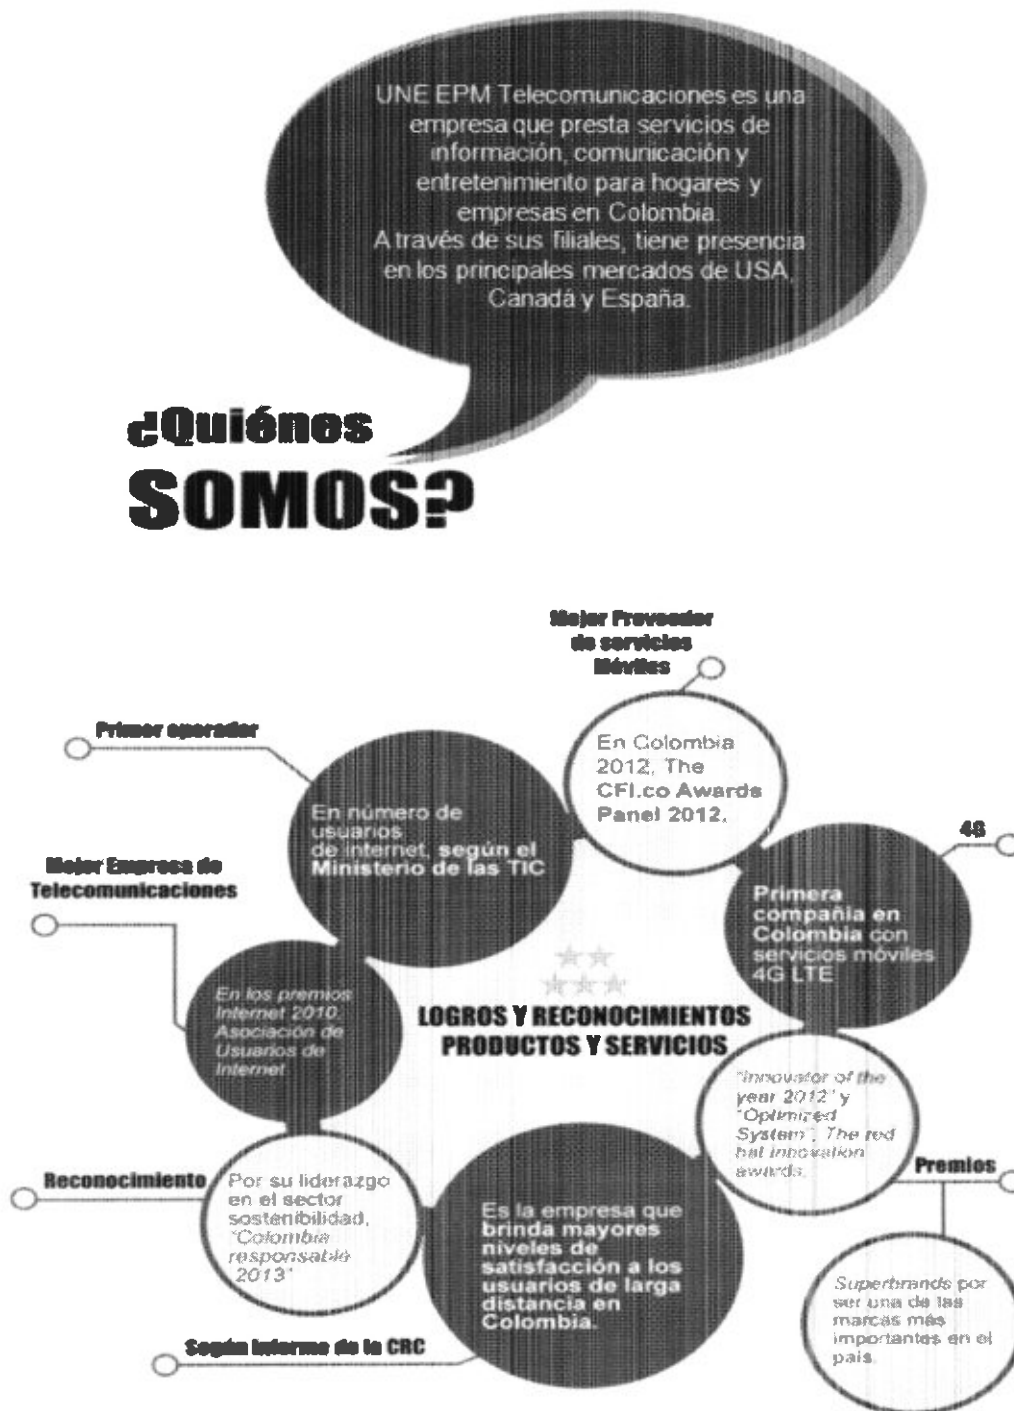 UNE EPM Telecomunicaciones es una
empresa que presta servicios de
información, comunicación y
entretenimiento para hogares y
empresas en Colombia.
A través de sus filiales, tiene presencia
en los principales mercados de USA,
Canadá y España.
¿Quiénes
SOMOS?
Mejor Proveedor
de servicios
Móviles
En Colombia
2012, The
CFI.co Awards
Panel 2012.
Primer operador
En número de
usuarios
de internet, según el
Ministerio de las TIC
4G
Primera
compañía en
Colombia con
servicios móviles
4G LTE
Mejor Empresa de
Telecomunicaciones
En los premios
Internet 2010.
Asociación de
Usuarios de
Internet
LOGROS Y RECONOCIMIENTOS
PRODUCTOS Y SERVICIOS
"Innovator of the
year 2012" y
"Optimized
System", The red
hat innovation
awards.
Premios
Superbrands por
ser una de las
marcas más
importantes en el
país.
Reconocimiento
Por su liderazgo
en el sector
sostenibilidad,
"Colombia
responsable
2013"
Es la empresa que
brinda mayores
niveles de
satisfacción a los
usuarios de larga
distancia en
Colombia.
Según informe de la CRC